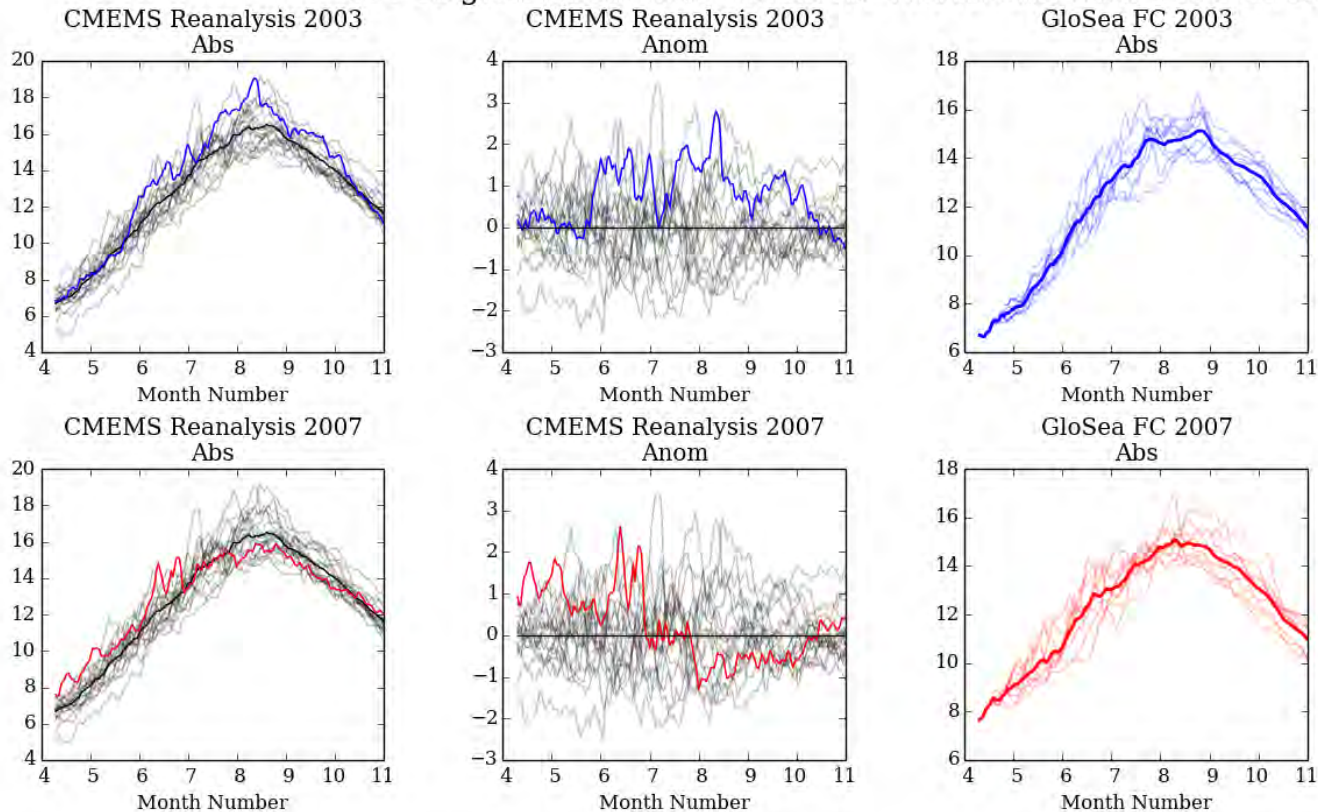 CMEMS Reanalysis 2003
Abs
20
18
16
14
12
10
8
6
4
4 5 6 7 8 9 10 11
Month Number
CMEMS Reanalysis 2003
Anom
4
3
2
1
0
−1
−2
−3
4 5 6 7 8 9 10 11
Month Number
GloSea FC 2003
Abs
18
16
14
12
10
8
6
4 5 6 7 8 9 10 11
Month Number
CMEMS Reanalysis 2007
Abs
20
18
16
14
12
10
8
6
4
4 5 6 7 8 9 10 11
Month Number
CMEMS Reanalysis 2007
Anom
4
3
2
1
0
−1
−2
−3
4 5 6 7 8 9 10 11
Month Number
GloSea FC 2007
Abs
18
16
14
12
10
8
6
4 5 6 7 8 9 10 11
Month Number